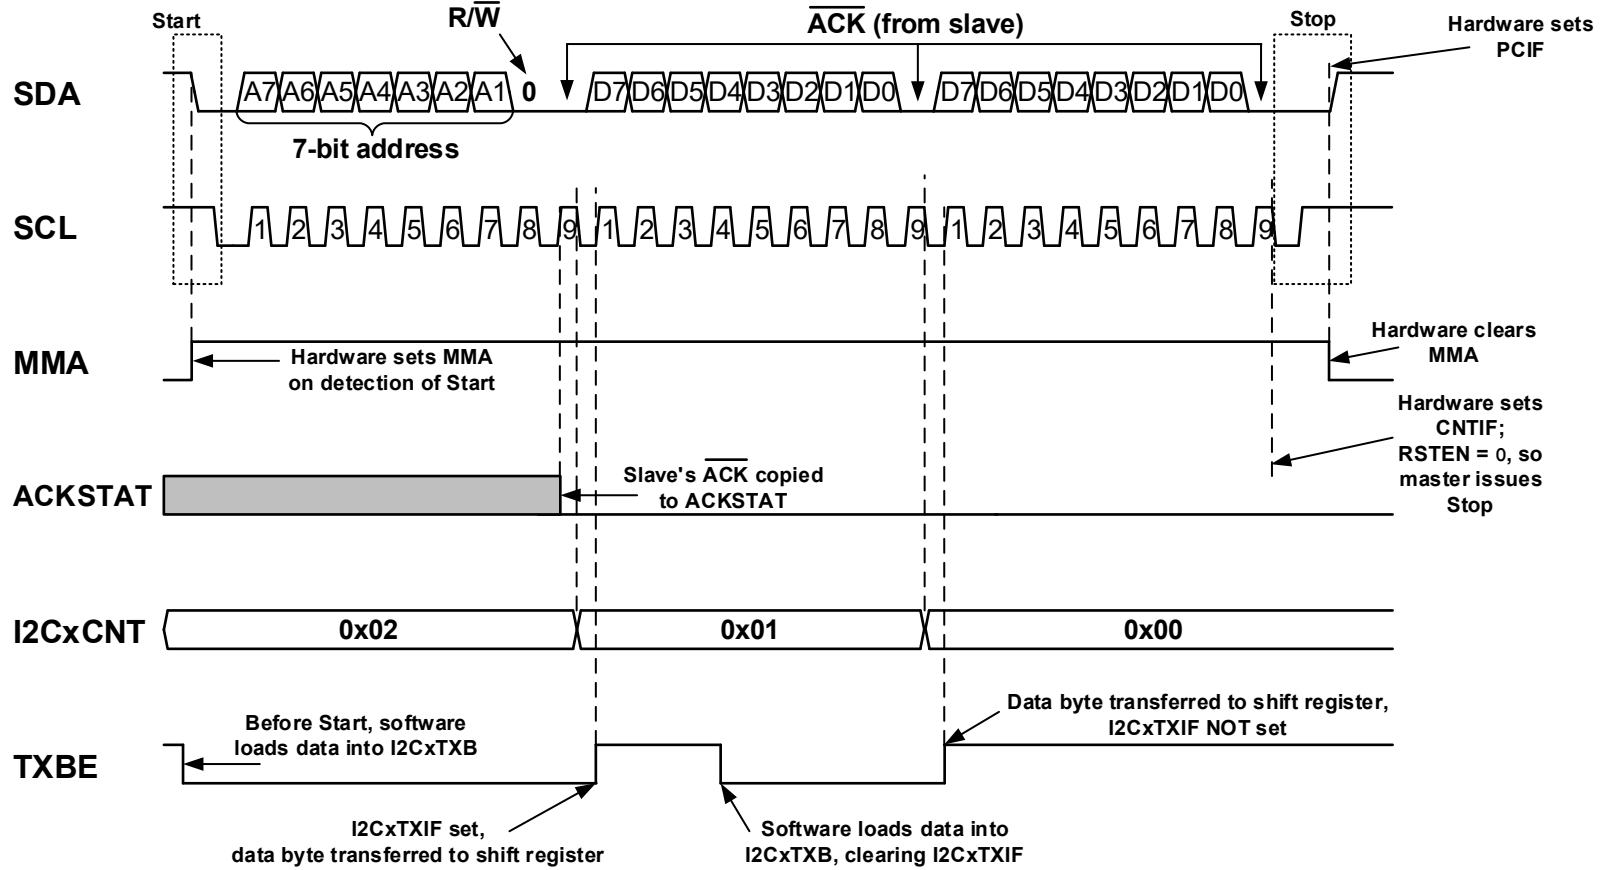 Start
R/W
ACK (from slave)
Stop
Hardware sets
PCIF
SDA
A7 A6 A5 A4 A3 A2 A1 0 D7 D6 D5 D4 D3 D2 D1 D0 D7 D6 D5 D4 D3 D2 D1 D0
7-bit address
SCL
1 2 3 4 5 6 7 8 9 1 2 3 4 5 6 7 8 9 1 2 3 4 5 6 7 8 9
MMA
Hardware sets MMA
on detection of Start
Hardware clears
MMA
Hardware sets
CNTIF;
RSTEN = 0, so
master issues
Stop
ACKSTAT
Slave's ACK copied
to ACKSTAT
I2CxCNT
0x02 0x01 0x00
TXBE
Before Start, software
loads data into I2CxTXB
Data byte transferred to shift register,
I2CxTXIF NOT set
I2CxTXIF set,
data byte transferred to shift register
Software loads data into
I2CxTXB, clearing I2CxTXIF